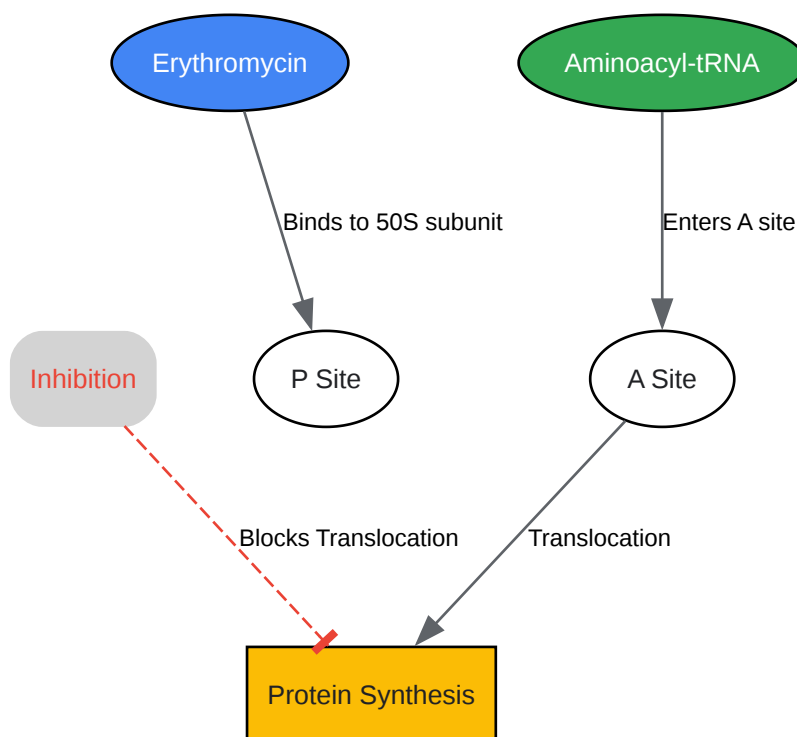 Erythromycin
Aminoacyl-tRNA
Binds to 50S subunit
Enters A site
Inhibition
P Site
A Site
Blocks Translocation
Translocation
Protein Synthesis